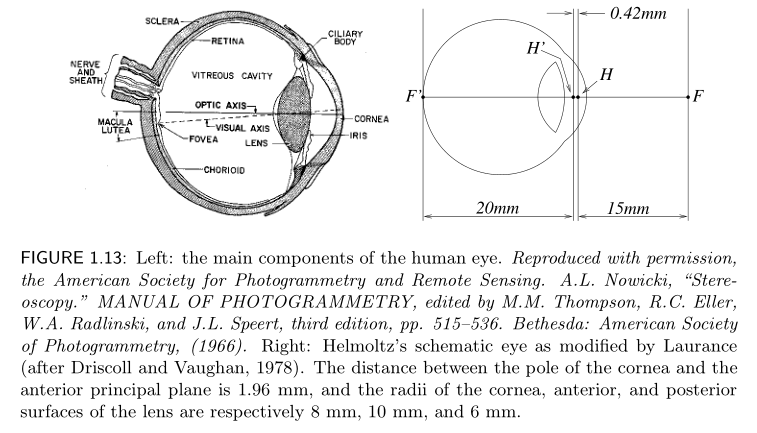 SCLERA
RETINA
CILIARY
BODY
NERVE
AND
SHEATH
VITREOUS CAVITY
OPTIC AXIS
MACULA
LUTEA
VISUAL AXIS
FOVEA
LENS
CORNEA
IRIS
CHORIOID
0.42mm
H'
H
F'
F
20mm
15mm
FIGURE 1.13: Left: the main components of the human eye. Reproduced with permission,
the American Society for Photogrammetry and Remote Sensing. A.L. Nowicki, “Stere-
oscopy.” MANUAL OF PHOTOGRAMMETRY, edited by M.M. Thompson, R.C. Eller,
W.A. Radlinski, and J.L. Speert, third edition, pp. 515–536. Bethesda: American Society
of Photogrammetry, (1966). Right: Helmoltz’s schematic eye as modified by Laurance
(after Driscoll and Vaughan, 1978). The distance between the pole of the cornea and the
anterior principal plane is 1.96 mm, and the radii of the cornea, anterior, and posterior
surfaces of the lens are respectively 8 mm, 10 mm, and 6 mm.